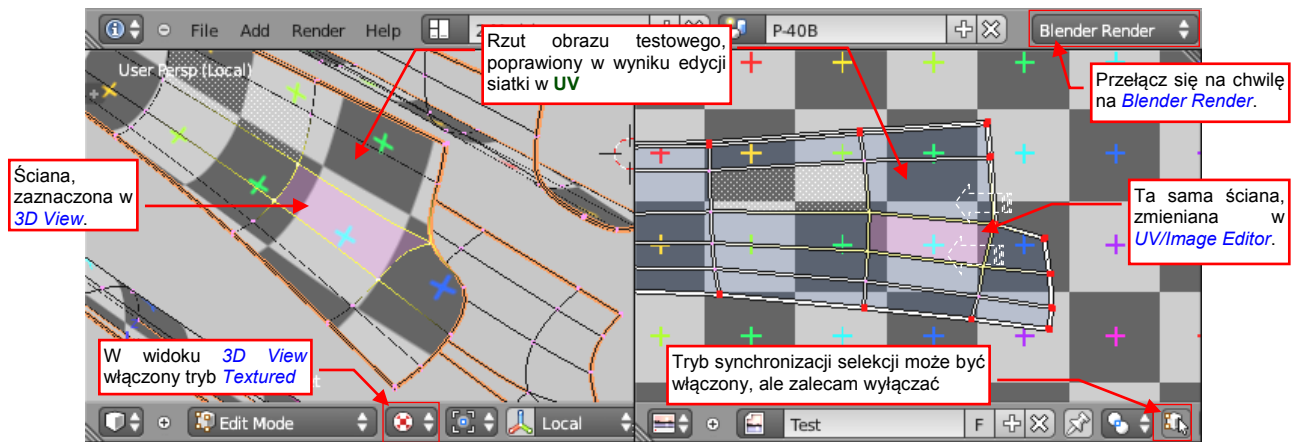 File Add Render Help
P-40B
Blender Render
User Persp (Local)
Rzut obrazu testowego,
poprawiony w wyniku edycji
siatki w UV
Przełącz się na chwilę
na Blender Render.
Ściana,
zaznaczona w
3D View.
Ta sama ściana,
zmieniana w
UV/Image Editor.
W widoku 3D View
włączony tryb Textured
Tryb synchronizacji selekcji może być
włączony, ale zalecam wyłączać
Edit Mode
Local
Test
F